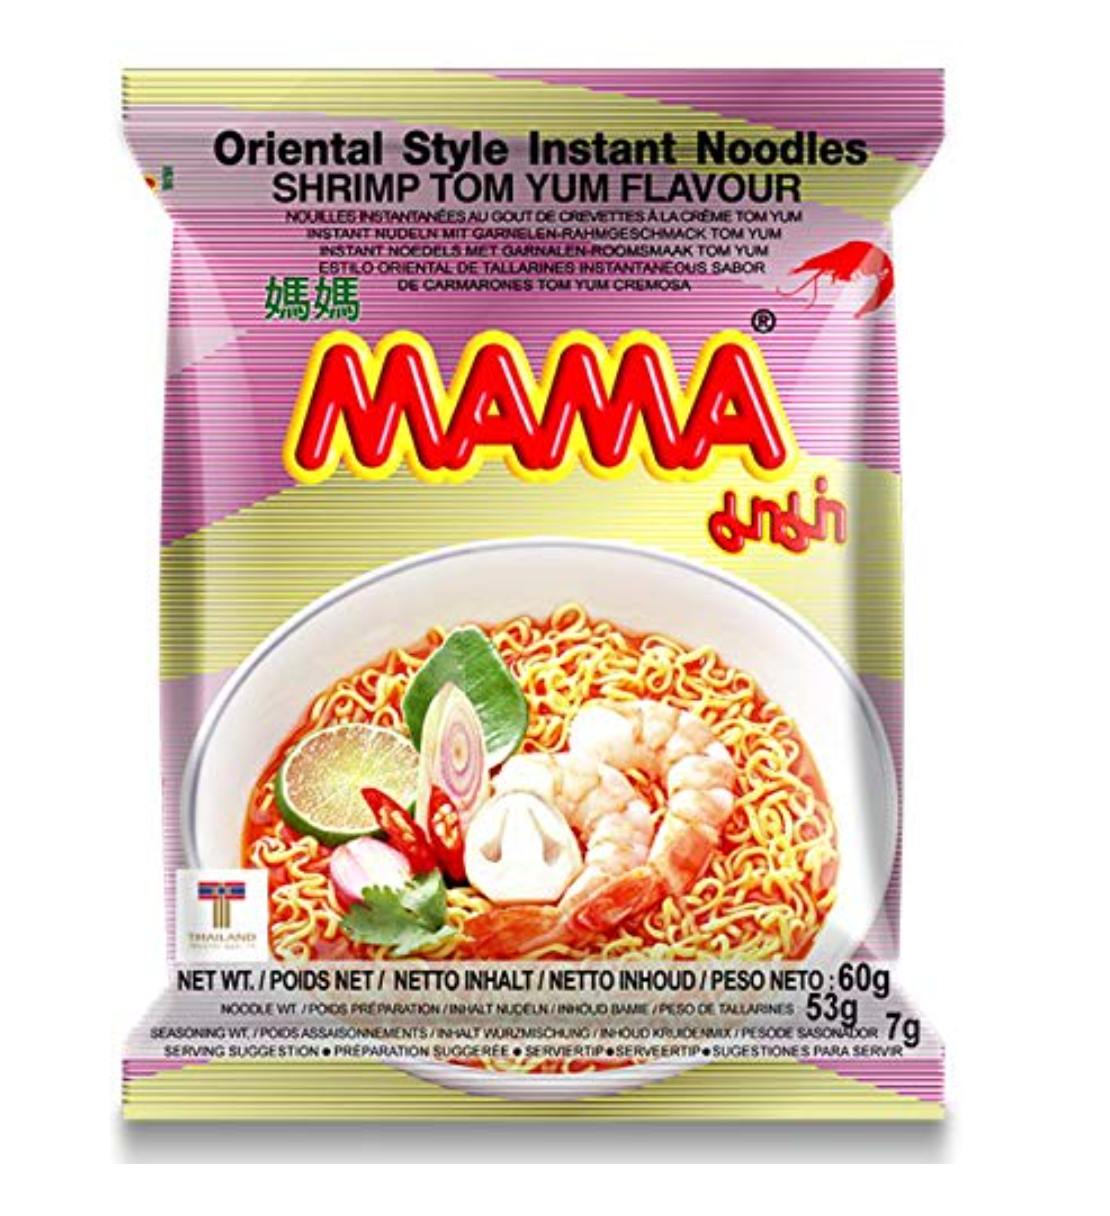 Oriental Style Instant Noodles
SHRIMP TOM YUM FLAVOUR
NOUILLES INSTANTANÉES AU GOUT DE CREVETTES À LA CRÈME TOM YUM
INSTANT NUDELN MIT GARNELEN-RAHMGESCHMACK TOM YUM
INSTANT NOEDELS MET GARNALEN-ROOMSMAAK TOM YUM
ESTILO ORIENTAL DE TALLARINES INSTANTANEOUS SABOR
DE CARMARONES TOM YUM CREMOSA
媽媽
MAMA®
มาม่า
THAILAND
NET WT. / POIDS NET / NETTO INHALT / NETTO INHOUD / PESO NETO : 60g
NOODLE WT. / POIDS PRÉPARATION / INHALT NUDELN / INHOUD BAMIE / PESO DE TALLARINES 53g
SEASONING WT. / POIDS ASSAISONNEMENTS / INHALT WÜRZMISCHUNG / INHOUD KRUIDENMIX / PESODE SASONADOR 7g
SERVING SUGGESTION ● PRÉPARATION SUGGÉRÉE ● SERVIERTIP ● SERVEERTIP ● SUGESTIONES PARA SERVIR